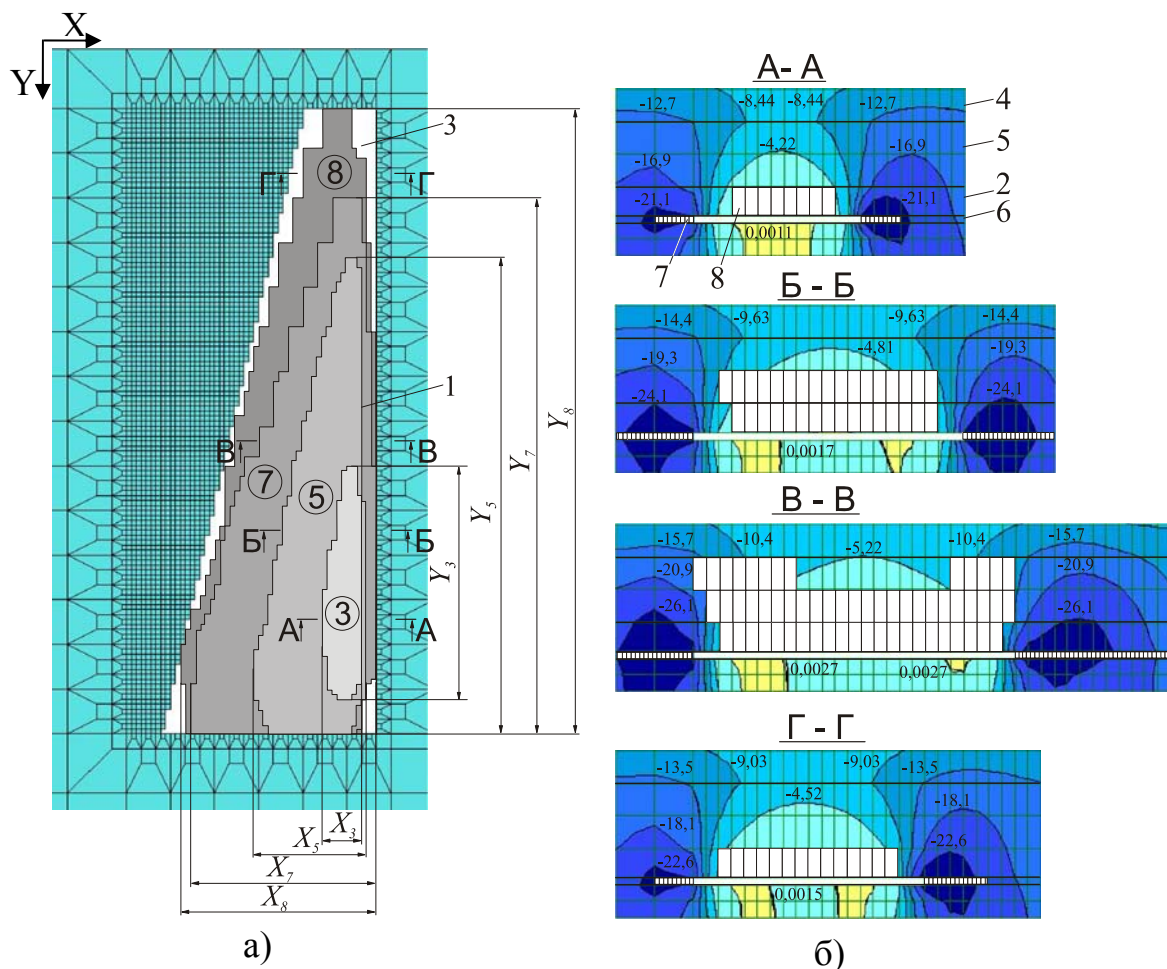 X
Y
3
8
Г Г
1
В В
7
5
Б Б
3
А А
Y₃
Y₅
Y₇
Y₈
X₃
X₅
X₇
X₈
а)
А- А
-12,7 -8,44 -8,44 -12,7 4
-4,22 5
-16,9 -16,9
-21,1 -21,1 2
6
0,0011
7 8
Б - Б
-14,4 -9,63 -9,63 -14,4
-19,3 -4,81 -19,3
-24,1 -24,1
0,0017
В - В
-15,7 -10,4 -5,22 -10,4 -15,7
-20,9 -20,9
-26,1 -26,1
0,0027 0,0027
Г - Г
-13,5 -9,03 -9,03 -13,5
-4,52
-18,1 -18,1
-22,6 -22,6
0,0015
б)